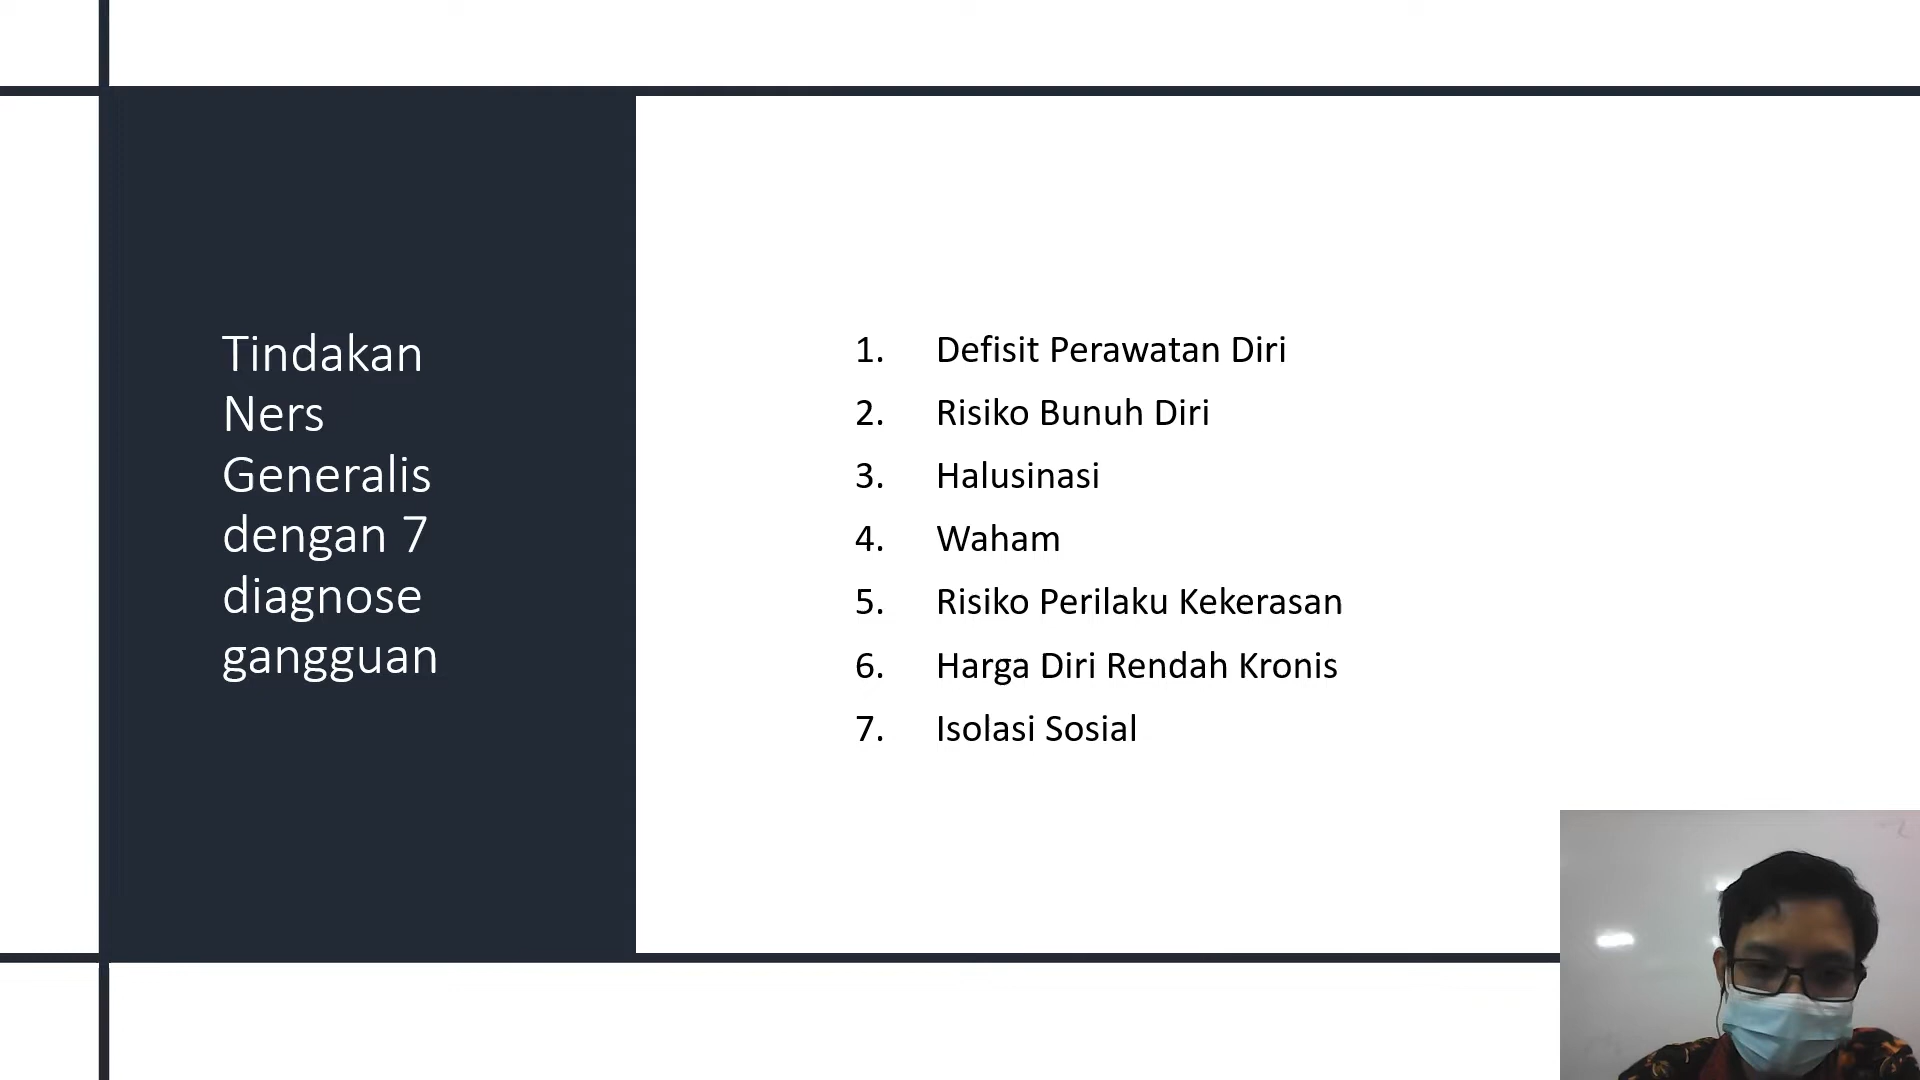 Tindakan
Ners
Generalis
dengan 7
diagnose
gangguan
1. Defisit Perawatan Diri
2. Risiko Bunuh Diri
3. Halusinasi
4. Waham
5. Risiko Perilaku Kekerasan
6. Harga Diri Rendah Kronis
7. Isolasi Sosial